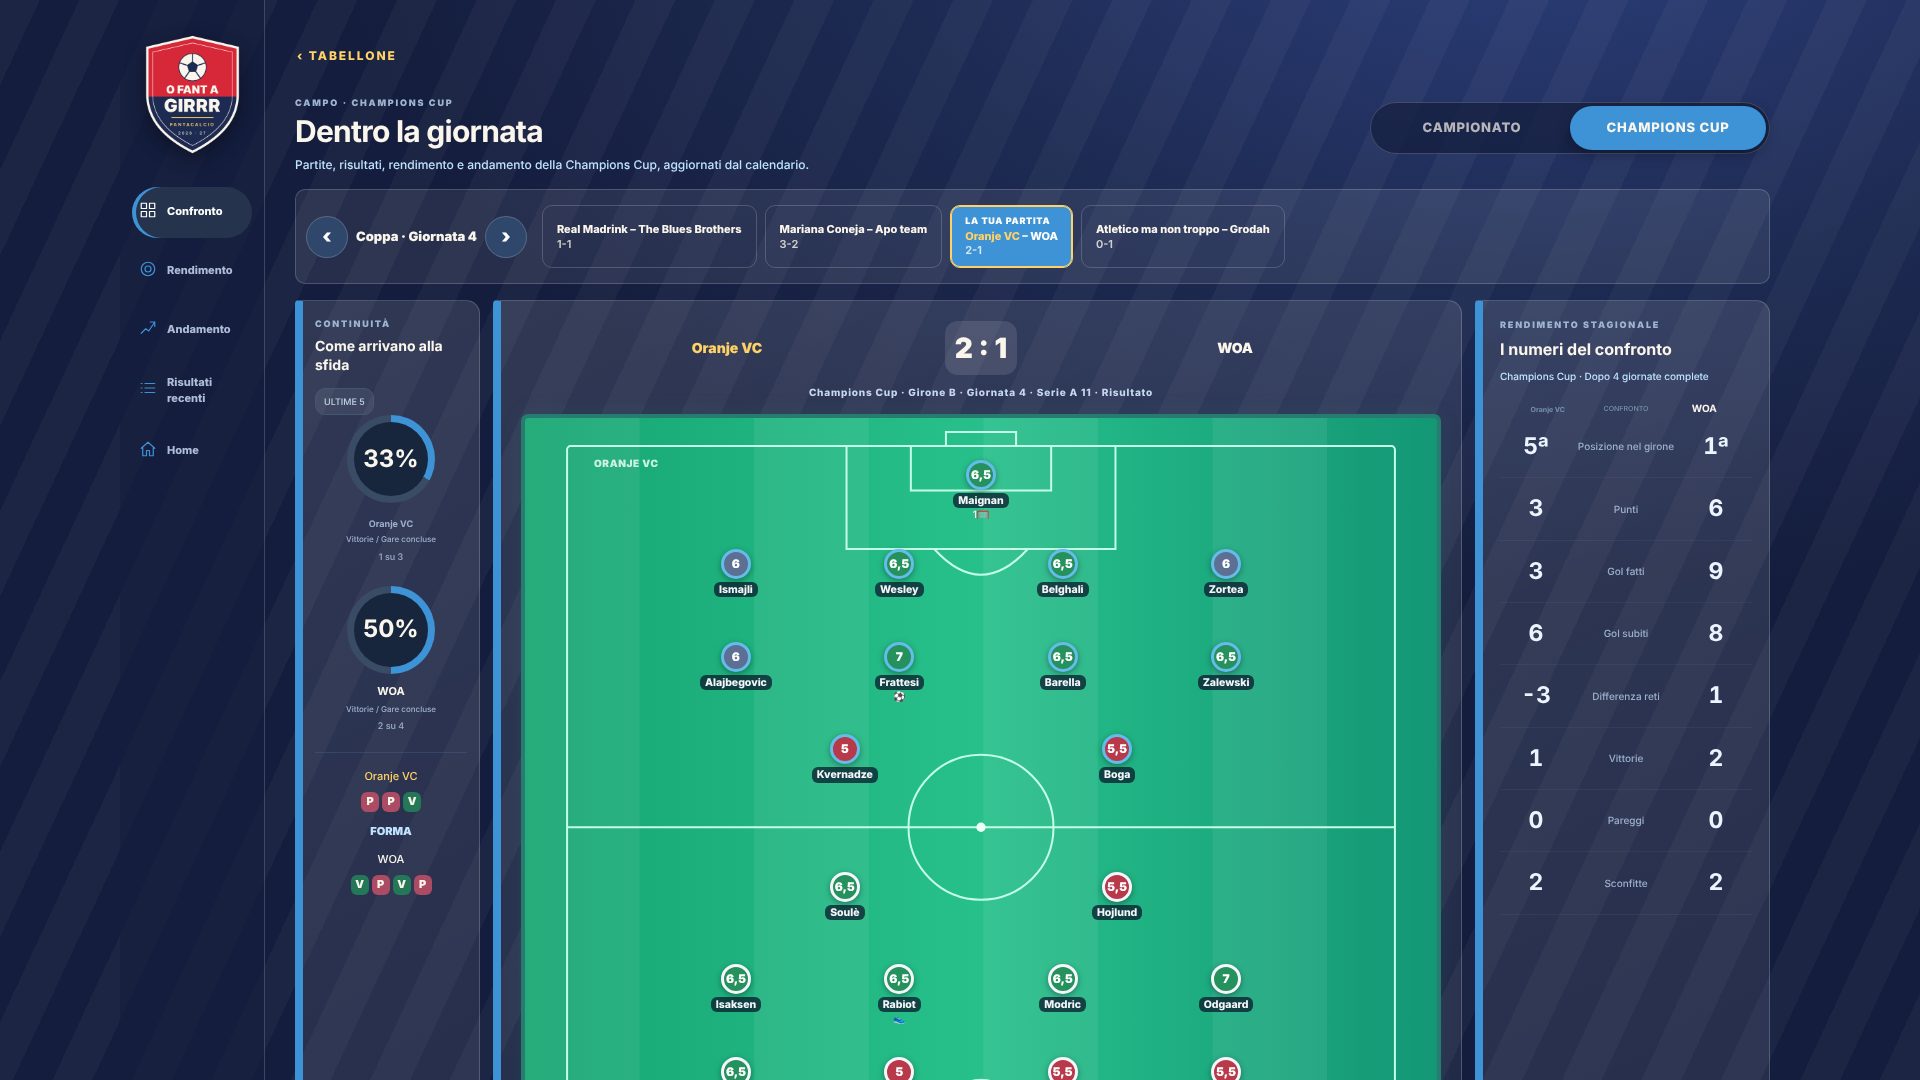 O FANT A
GIRRR
FANTACALCIO
2026 · 27
Confronto
Rendimento
Andamento
Risultati
recenti
Home
‹ TABELLONE
CAMPO · CHAMPIONS CUP
Dentro la giornata
Partite, risultati, rendimento e andamento della Champions Cup, aggiornati dal calendario.
CAMPIONATO
CHAMPIONS CUP
‹ Coppa · Giornata 4 ›
Real Madrink – The Blues Brothers
1-1
Mariana Coneja – Apo team
3-2
LA TUA PARTITA
Oranje VC – WOA
2-1
Atletico ma non troppo – Grodah
0-1
CONTINUITÀ
Come arrivano alla
sfida
ULTIME 5
33%
Oranje VC
Vittorie / Gare concluse
1 su 3
50%
WOA
Vittorie / Gare concluse
2 su 4
Oranje VC
P P V
FORMA
WOA
V P V P
Oranje VC 2 : 1 WOA
Champions Cup · Girone B · Giornata 4 · Serie A 11 · Risultato
ORANJE VC
6,5
Maignan
1
6 6,5 6,5 6
Ismajli Wesley Belghali Zortea
6 7 6,5 6,5
Alajbegovic Frattesi Barella Zalewski
5 5,5
Kvernadze Boga
6,5 5,5
Soulè Hojlund
6,5 6,5 6,5 7
Isaksen Rabiot Modric Odgaard
6,5 5 5,5 5,5
RENDIMENTO STAGIONALE
I numeri del confronto
Champions Cup · Dopo 4 giornate complete
Oranje VC CONFRONTO WOA
5ª Posizione nel girone 1ª
3 Punti 6
3 Gol fatti 9
6 Gol subiti 8
-3 Differenza reti 1
1 Vittorie 2
0 Pareggi 0
2 Sconfitte 2